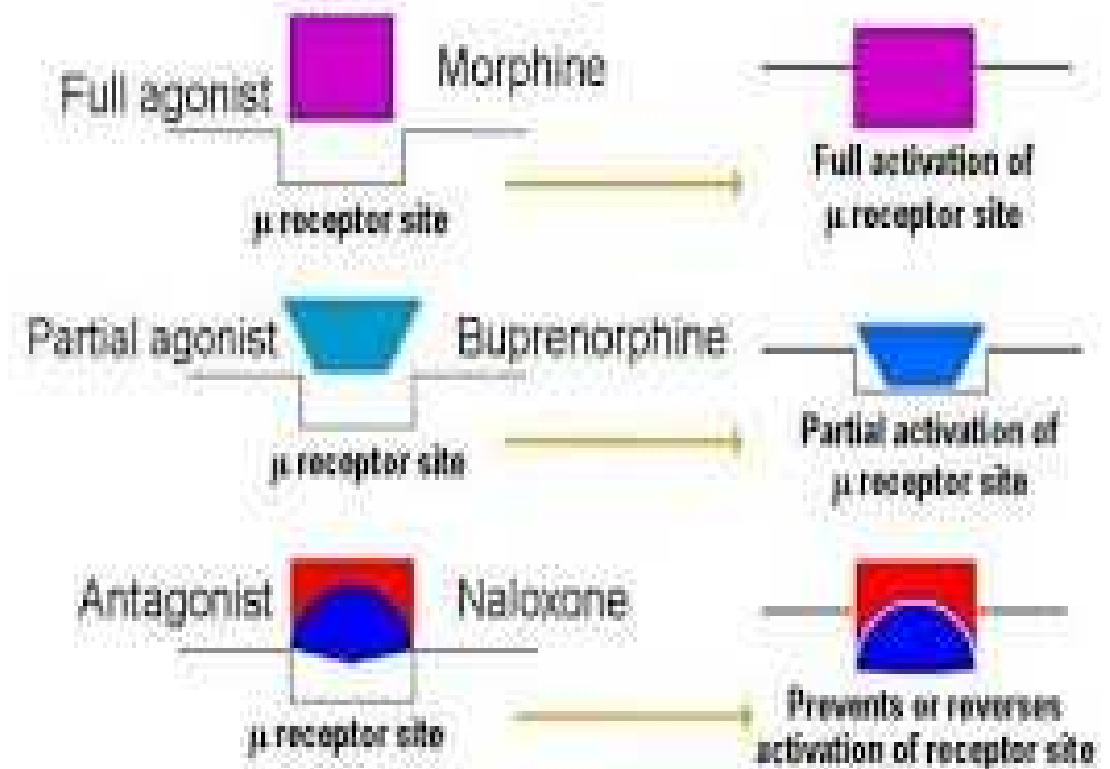 Full agonist
Morphine
μ receptor site
Full activation of
μ receptor site
Partial agonist
Buprenorphine
μ receptor site
Partial activation of
μ receptor site
Antagonist
Naloxone
μ receptor site
Prevents or reverses
activation of receptor site